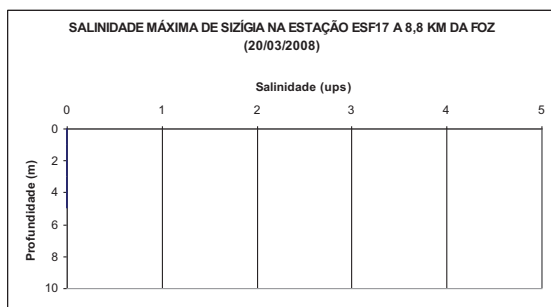 SALINIDADE MÁXIMA DE SIZÍGIA NA ESTAÇÃO ESF17 A 8,8 KM DA FOZ
(20/03/2008)
Salinidade (ups)
0 1 2 3 4 5
Profundidade (m)
0
2
4
6
8
10